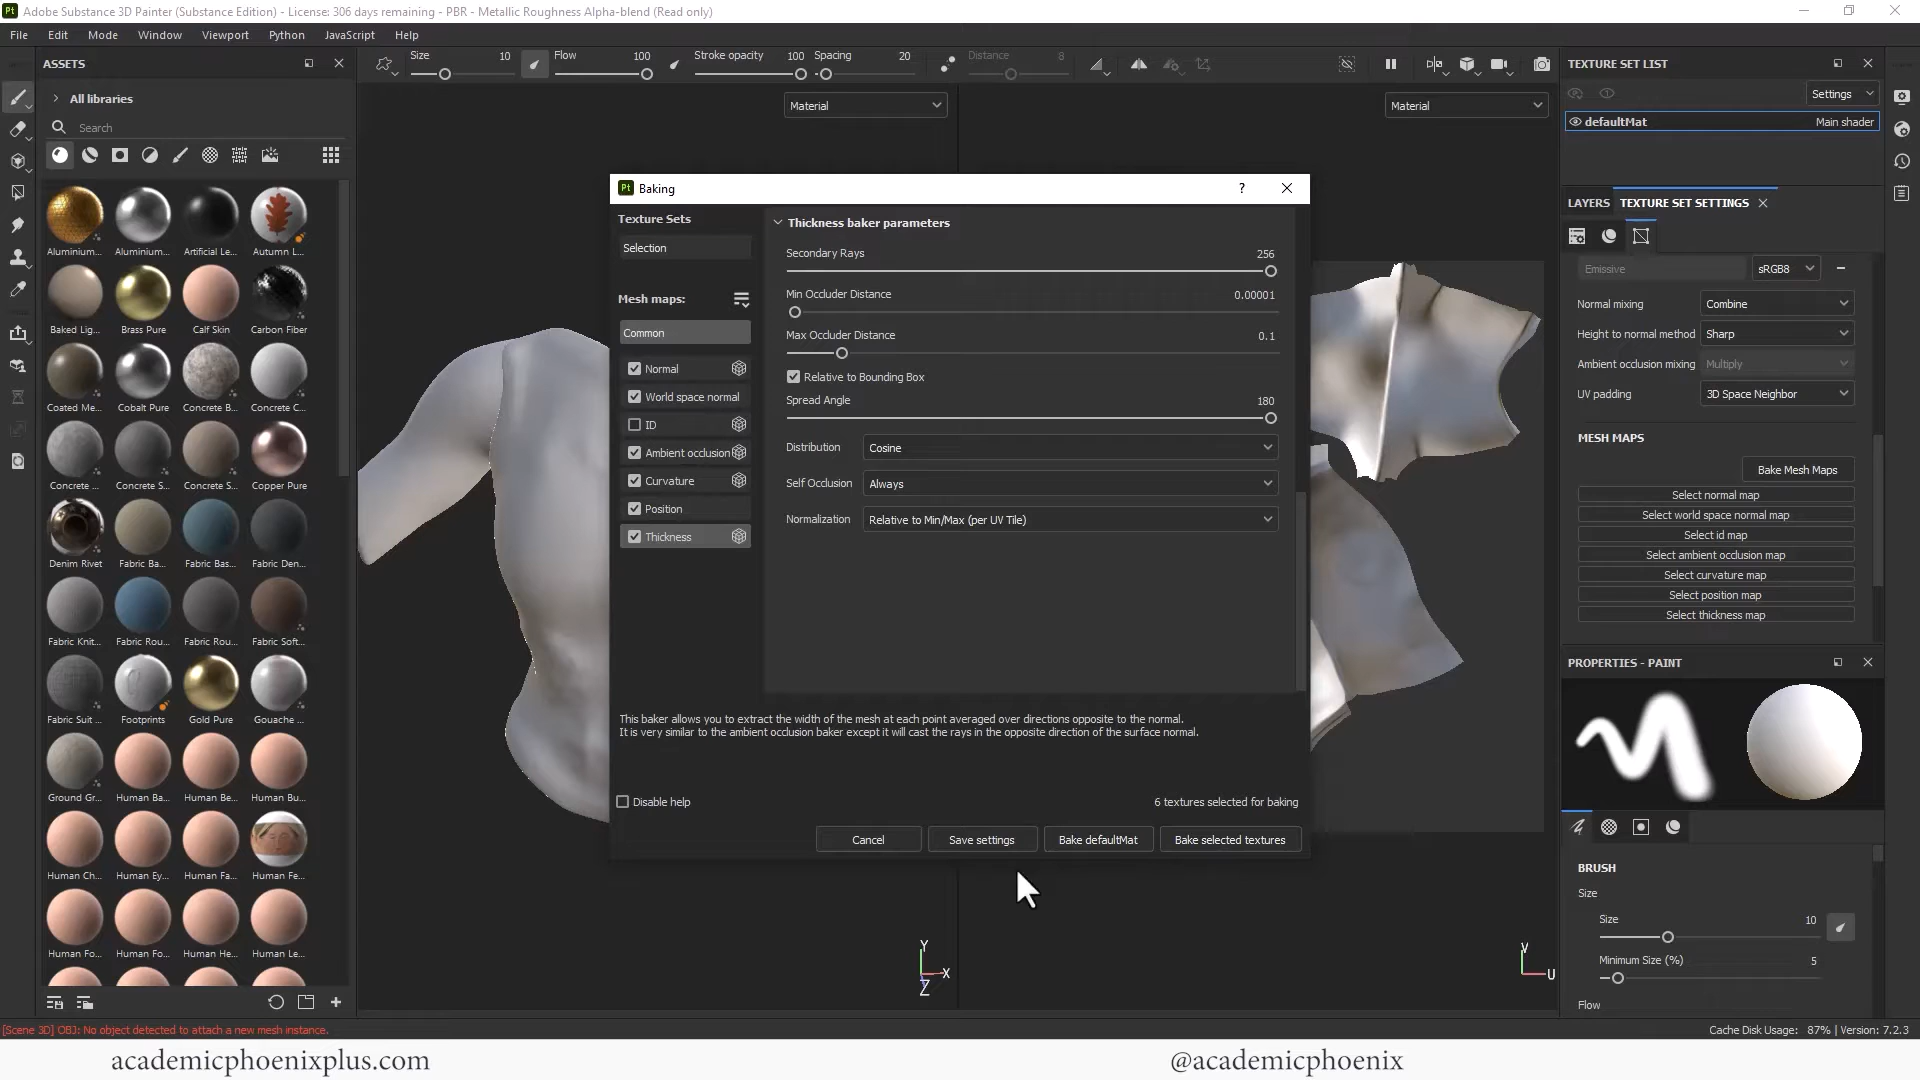 Adobe Substance 3D Painter (Substance Edition) - License: 306 days remaining - PBR - Metallic Roughness Alpha-blend (Read only)
File Edit Mode Window Viewport Python JavaScript Help
ASSETS
Size 10 Flow 100 Stroke opacity 100 Spacing 20 Distance 8
All libraries
Search
Aluminium... Aluminium... Artificial Le... Autumn L...
Baked Lig... Brass Pure Calf Skin Carbon Fiber
Coated Me... Cobalt Pure Concrete B... Concrete C...
Concrete ... Concrete S... Concrete S... Copper Pure
Denim Rivet Fabric Ba... Fabric Bas... Fabric Den...
Fabric Knit... Fabric Rou... Fabric Rou... Fabric Soft...
Fabric Suit ... Footprints Gold Pure Gouache ...
Ground Gr... Human Ba... Human Be... Human Bu...
Human Ch... Human Ey... Human Fa... Human Fe...
Human Fo... Human Fo... Human He... Human Le...
Material
Material
Pt Baking ?
Texture Sets
Selection
Mesh maps:
Common
Normal
World space normal
ID
Ambient occlusion
Curvature
Position
Thickness
Thickness baker parameters
Secondary Rays 256
Min Occluder Distance 0.00001
Max Occluder Distance 0.1
Relative to Bounding Box
Spread Angle 180
Distribution Cosine
Self Occlusion Always
Normalization Relative to Min/Max (per UV Tile)
This baker allows you to extract the width of the mesh at each point averaged over directions opposite to the normal.
It is very similar to the ambient occlusion baker except it will cast the rays in the opposite direction of the surface normal.
Disable help 6 textures selected for baking
Cancel Save settings Bake defaultMat Bake selected textures
Y
X
Z
V
U
TEXTURE SET LIST
Settings
defaultMat Main shader
LAYERS TEXTURE SET SETTINGS
Emissive sRGB8
Normal mixing Combine
Height to normal method Sharp
Ambient occlusion mixing Multiply
UV padding 3D Space Neighbor
MESH MAPS
Bake Mesh Maps
Select normal map
Select world space normal map
Select id map
Select ambient occlusion map
Select curvature map
Select position map
Select thickness map
PROPERTIES - PAINT
BRUSH
Size
Size 10
Minimum Size (%) 5
Flow
[Scene 3D] OBJ: No object detected to attach a new mesh instance.
Cache Disk Usage: 87% | Version: 7.2.3
academicphoenixplus.com
@academicphoenix